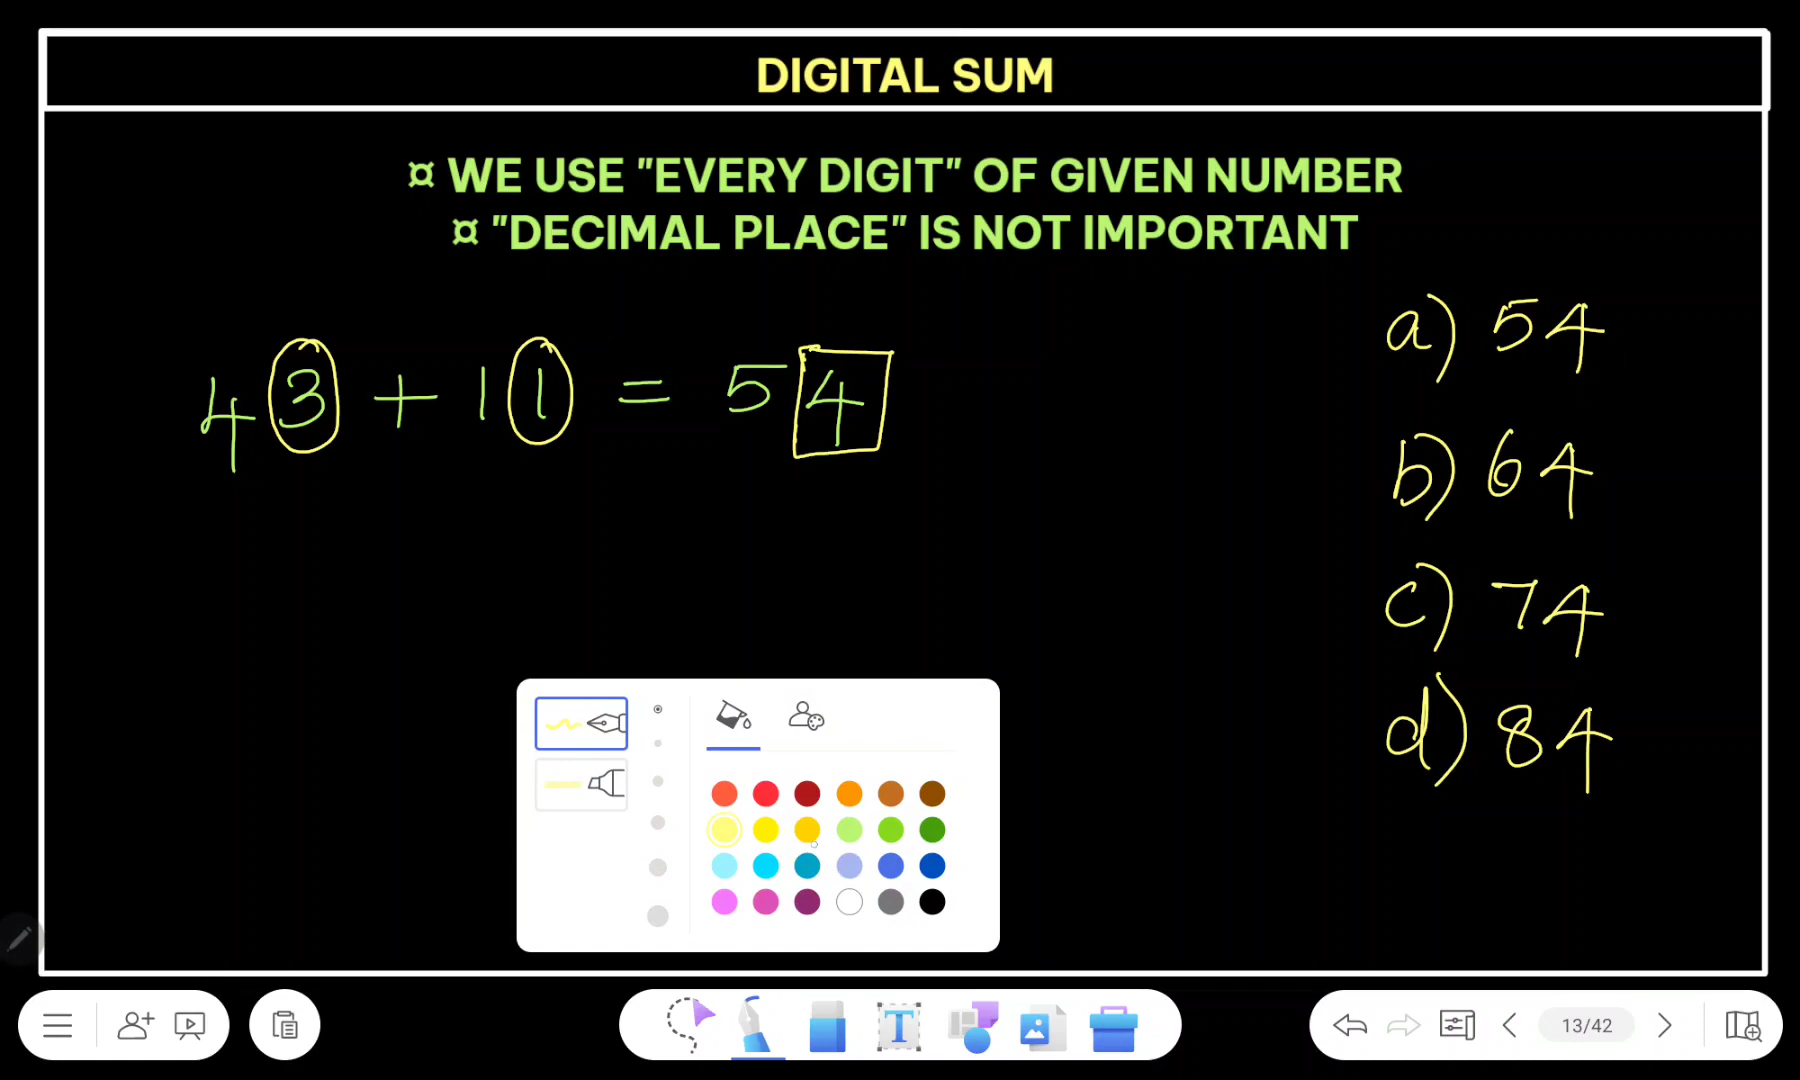 DIGITAL SUM
¤ WE USE "EVERY DIGIT" OF GIVEN NUMBER
¤ "DECIMAL PLACE" IS NOT IMPORTANT
43 + 11 = 54
a) 54
b) 64
c) 74
d) 84
T
13/42